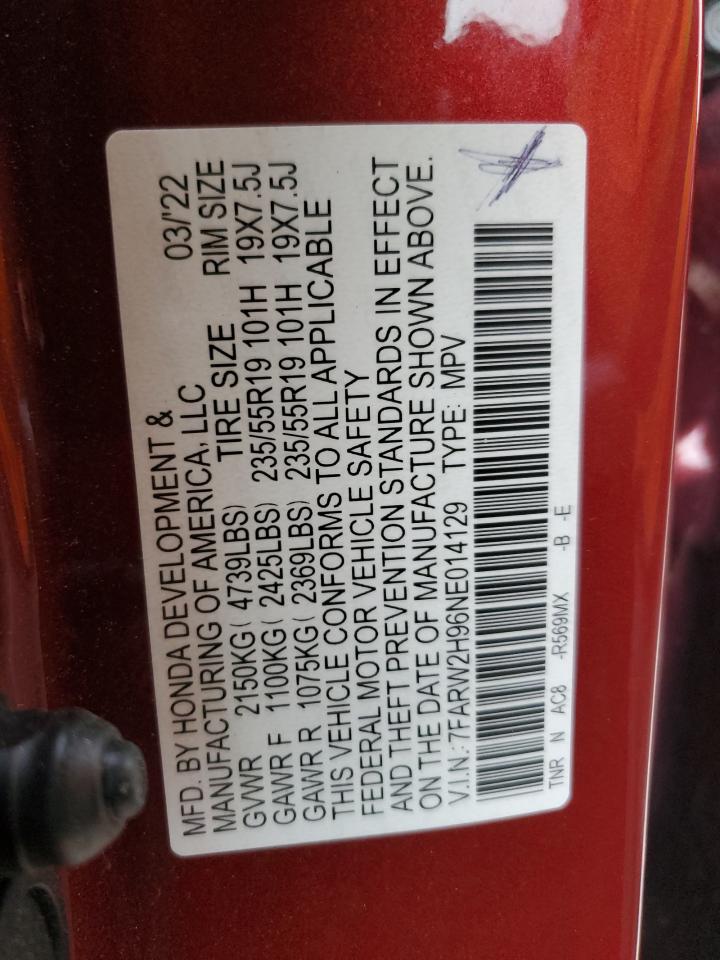 MFD. BY HONDA DEVELOPMENT & 03/'22
MANUFACTURING OF AMERICA, LLC
TIRE SIZE RIM SIZE
GVWR 2150KG( 4739LBS)
GAWR F 1100KG( 2425LBS) 235/55R19 101H 19X7.5J
GAWR R 1075KG( 2369LBS) 235/55R19 101H 19X7.5J
THIS VEHICLE CONFORMS TO ALL APPLICABLE
FEDERAL MOTOR VEHICLE SAFETY
AND THEFT PREVENTION STANDARDS IN EFFECT
ON THE DATE OF MANUFACTURE SHOWN ABOVE.
V.I.N.: 7FARW2H96NE014129 TYPE: MPV
TNR N AC8 -R569MX -B -E